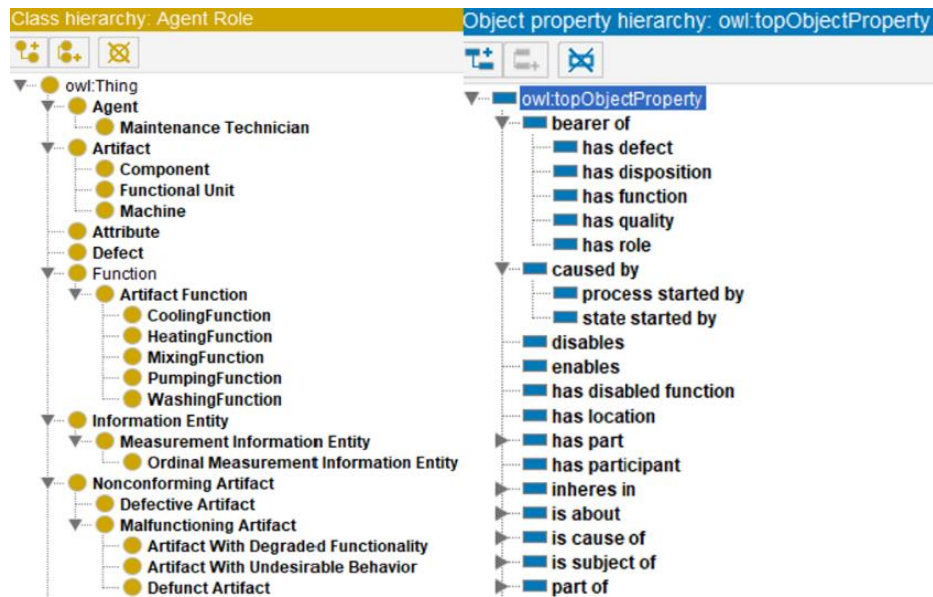 Class hierarchy: Agent Role
owl:Thing
Agent
Maintenance Technician
Artifact
Component
Functional Unit
Machine
Attribute
Defect
Function
Artifact Function
CoolingFunction
HeatingFunction
MixingFunction
PumpingFunction
WashingFunction
Information Entity
Measurement Information Entity
Ordinal Measurement Information Entity
Nonconforming Artifact
Defective Artifact
Malfunctioning Artifact
Artifact With Degraded Functionality
Artifact With Undesirable Behavior
Defunct Artifact
Object property hierarchy: owl:topObjectProperty
owl:topObjectProperty
bearer of
has defect
has disposition
has function
has quality
has role
caused by
process started by
state started by
disables
enables
has disabled function
has location
has part
has participant
inheres in
is about
is cause of
is subject of
part of